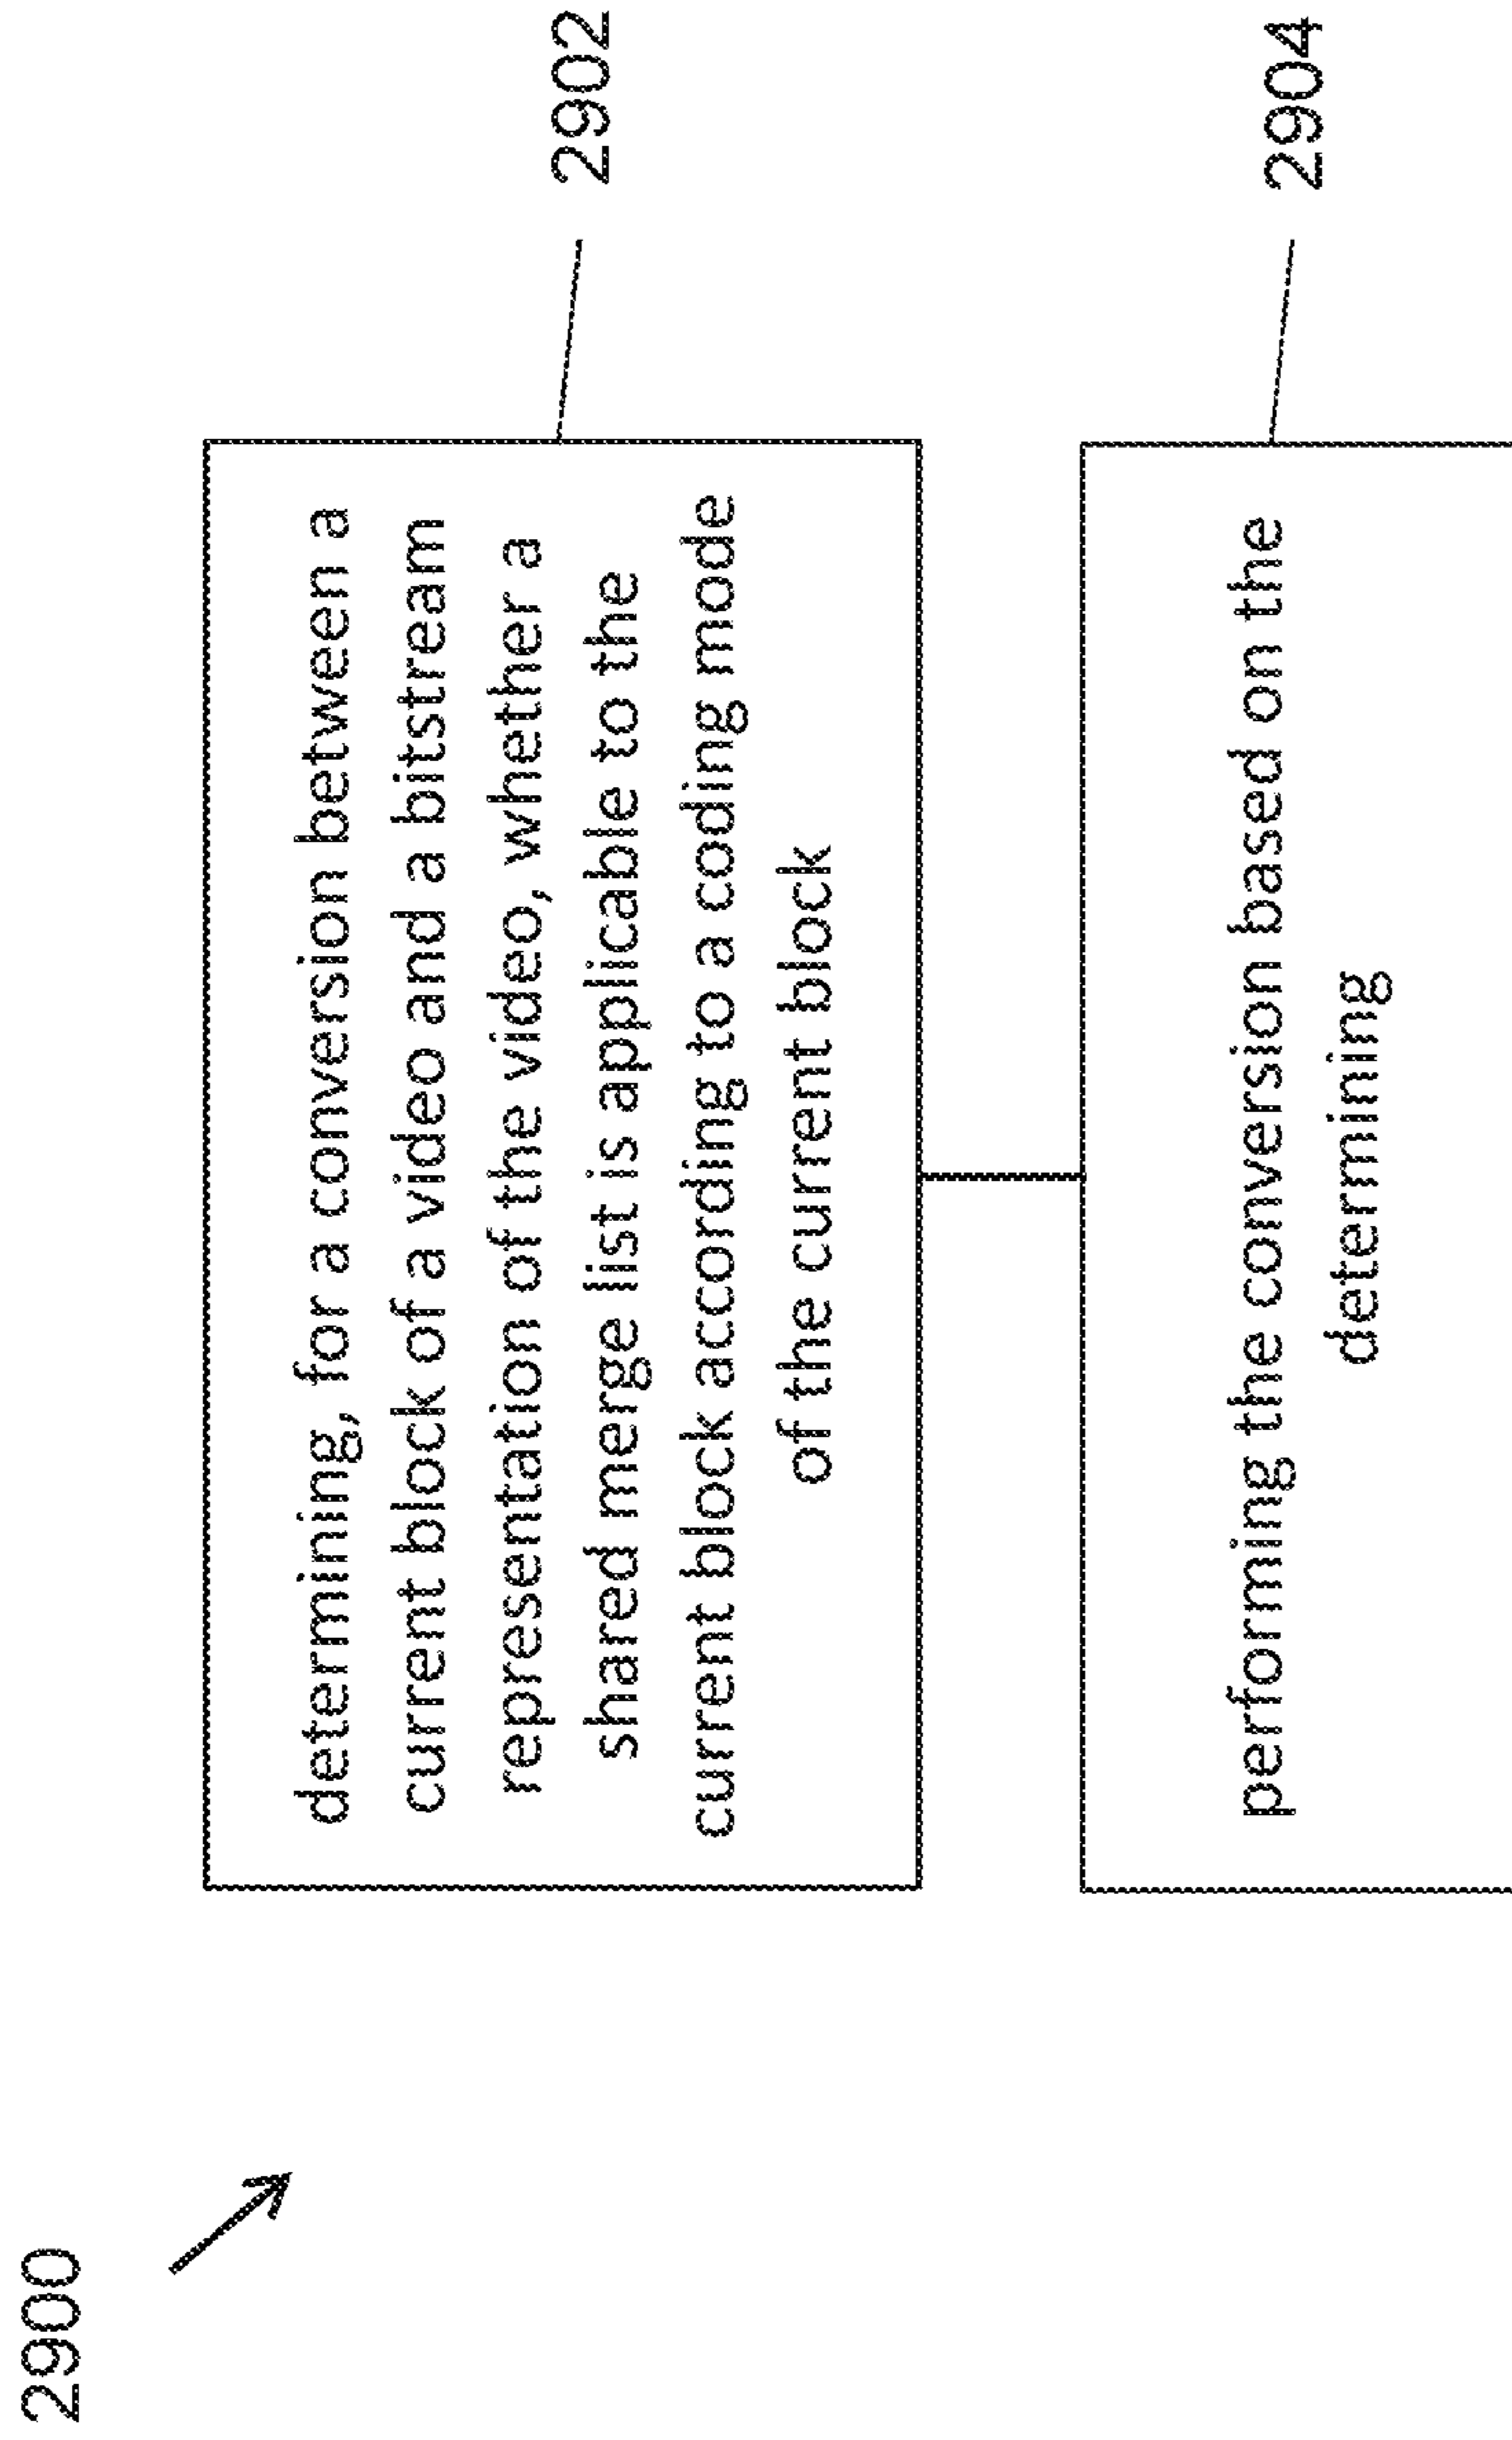 2900
determining, for a conversion between a
current block of a video and a bitstream
representation of the video, whether a
shared merge list is applicable to the
current block according to a coding mode
of the current block
2902
performing the conversion based on the
determining
2904